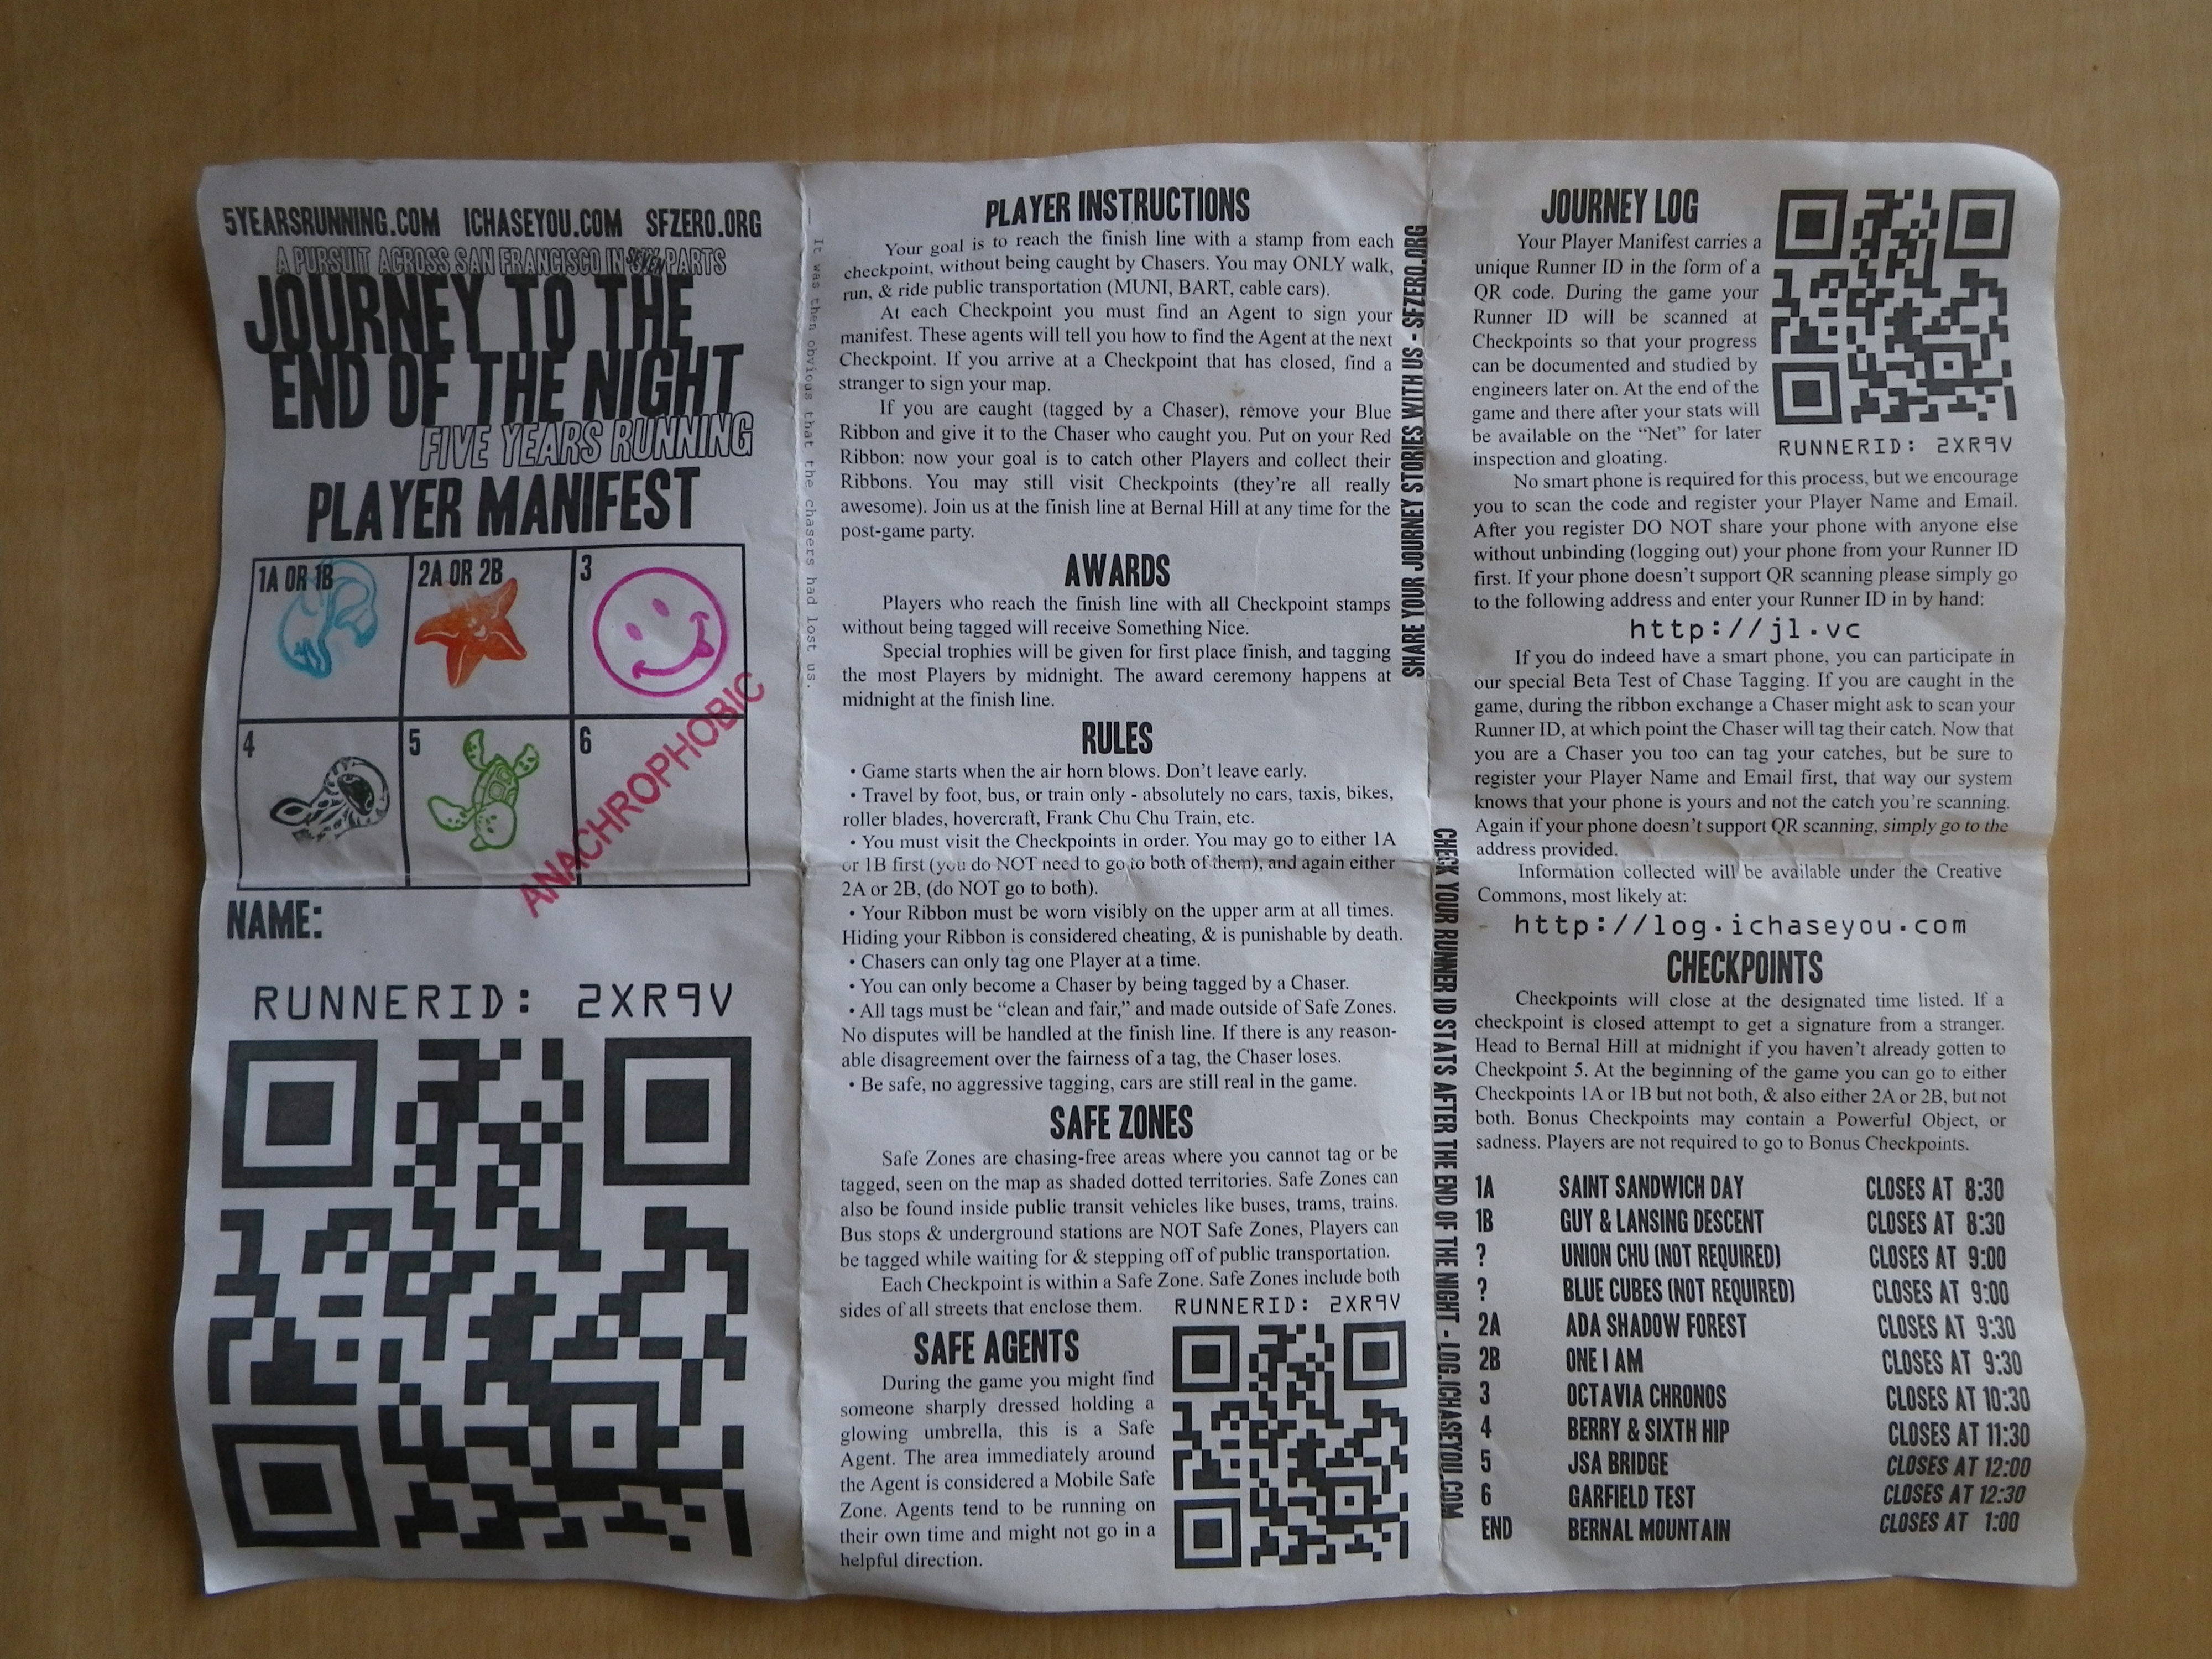 5YEARSRUNNING.COM ICHASEYOU.COM SFZERO.ORG
A PURSUIT ACROSS SAN FRANCISCO IN SIX SEVEN PARTS
JOURNEY TO THE
END OF THE NIGHT
FIVE YEARS RUNNING
PLAYER MANIFEST
1A OR 1B
2A OR 2B
3
4
5
6
ANACHROPHOBIC
NAME:
RUNNERID: 2XR9V
It was then obvious that the chasers had lost us.
PLAYER INSTRUCTIONS
Your goal is to reach the finish line with a stamp from each
checkpoint, without being caught by Chasers. You may ONLY walk,
run, & ride public transportation (MUNI, BART, cable cars).
At each Checkpoint you must find an Agent to sign your
manifest. These agents will tell you how to find the Agent at the next
Checkpoint. If you arrive at a Checkpoint that has closed, find a
stranger to sign your map.
If you are caught (tagged by a Chaser), remove your Blue
Ribbon and give it to the Chaser who caught you. Put on your Red
Ribbon: now your goal is to catch other Players and collect their
Ribbons. You may still visit Checkpoints (they're all really
awesome). Join us at the finish line at Bernal Hill at any time for the
post-game party.
AWARDS
Players who reach the finish line with all Checkpoint stamps
without being tagged will receive Something Nice.
Special trophies will be given for first place finish, and tagging
the most Players by midnight. The award ceremony happens at
midnight at the finish line.
RULES
• Game starts when the air horn blows. Don't leave early.
• Travel by foot, bus, or train only - absolutely no cars, taxis, bikes,
roller blades, hovercraft, Frank Chu Chu Train, etc.
• You must visit the Checkpoints in order. You may go to either 1A
or 1B first (you do NOT need to go to both of them), and again either
2A or 2B, (do NOT go to both).
• Your Ribbon must be worn visibly on the upper arm at all times.
Hiding your Ribbon is considered cheating, & is punishable by death.
• Chasers can only tag one Player at a time.
• You can only become a Chaser by being tagged by a Chaser.
• All tags must be "clean and fair," and made outside of Safe Zones.
No disputes will be handled at the finish line. If there is any reason-
able disagreement over the fairness of a tag, the Chaser loses.
• Be safe, no aggressive tagging, cars are still real in the game.
SAFE ZONES
Safe Zones are chasing-free areas where you cannot tag or be
tagged, seen on the map as shaded dotted territories. Safe Zones can
also be found inside public transit vehicles like buses, trams, trains.
Bus stops & underground stations are NOT Safe Zones, Players can
be tagged while waiting for & stepping off of public transportation.
Each Checkpoint is within a Safe Zone. Safe Zones include both
sides of all streets that enclose them.
RUNNERID: 2XR9V
SAFE AGENTS
During the game you might find
someone sharply dressed holding a
glowing umbrella, this is a Safe
Agent. The area immediately around
the Agent is considered a Mobile Safe
Zone. Agents tend to be running on
their own time and might not go in a
helpful direction.
SHARE YOUR JOURNEY STORIES WITH US - SFZERO.ORG
CHECK YOUR RUNNER ID STATS AFTER THE END OF THE NIGHT - LOG.ICHASEYOU.COM
JOURNEY LOG
Your Player Manifest carries a
unique Runner ID in the form of a
QR code. During the game your
Runner ID will be scanned at
Checkpoints so that your progress
can be documented and studied by
engineers later on. At the end of the
game and there after your stats will
be available on the "Net" for later
inspection and gloating.
RUNNERID: 2XR9V
No smart phone is required for this process, but we encourage
you to scan the code and register your Player Name and Email.
After you register DO NOT share your phone with anyone else
without unbinding (logging out) your phone from your Runner ID
first. If your phone doesn't support QR scanning please simply go
to the following address and enter your Runner ID in by hand:
http://jl.vc
If you do indeed have a smart phone, you can participate in
our special Beta Test of Chase Tagging. If you are caught in the
game, during the ribbon exchange a Chaser might ask to scan your
Runner ID, at which point the Chaser will tag their catch. Now that
you are a Chaser you too can tag your catches, but be sure to
register your Player Name and Email first, that way our system
knows that your phone is yours and not the catch you're scanning.
Again if your phone doesn't support QR scanning, simply go to the
address provided.
Information collected will be available under the Creative
Commons, most likely at:
http://log.ichaseyou.com
CHECKPOINTS
Checkpoints will close at the designated time listed. If a
checkpoint is closed attempt to get a signature from a stranger.
Head to Bernal Hill at midnight if you haven't already gotten to
Checkpoint 5. At the beginning of the game you can go to either
Checkpoints 1A or 1B but not both, & also either 2A or 2B, but not
both. Bonus Checkpoints may contain a Powerful Object, or
sadness. Players are not required to go to Bonus Checkpoints.
1A SAINT SANDWICH DAY CLOSES AT 8:30
1B GUY & LANSING DESCENT CLOSES AT 8:30
? UNION CHU (NOT REQUIRED) CLOSES AT 9:00
? BLUE CUBES (NOT REQUIRED) CLOSES AT 9:00
2A ADA SHADOW FOREST CLOSES AT 9:30
2B ONE I AM CLOSES AT 9:30
3 OCTAVIA CHRONOS CLOSES AT 10:30
4 BERRY & SIXTH HIP CLOSES AT 11:30
5 JSA BRIDGE CLOSES AT 12:00
6 GARFIELD TEST CLOSES AT 12:30
END BERNAL MOUNTAIN CLOSES AT 1:00